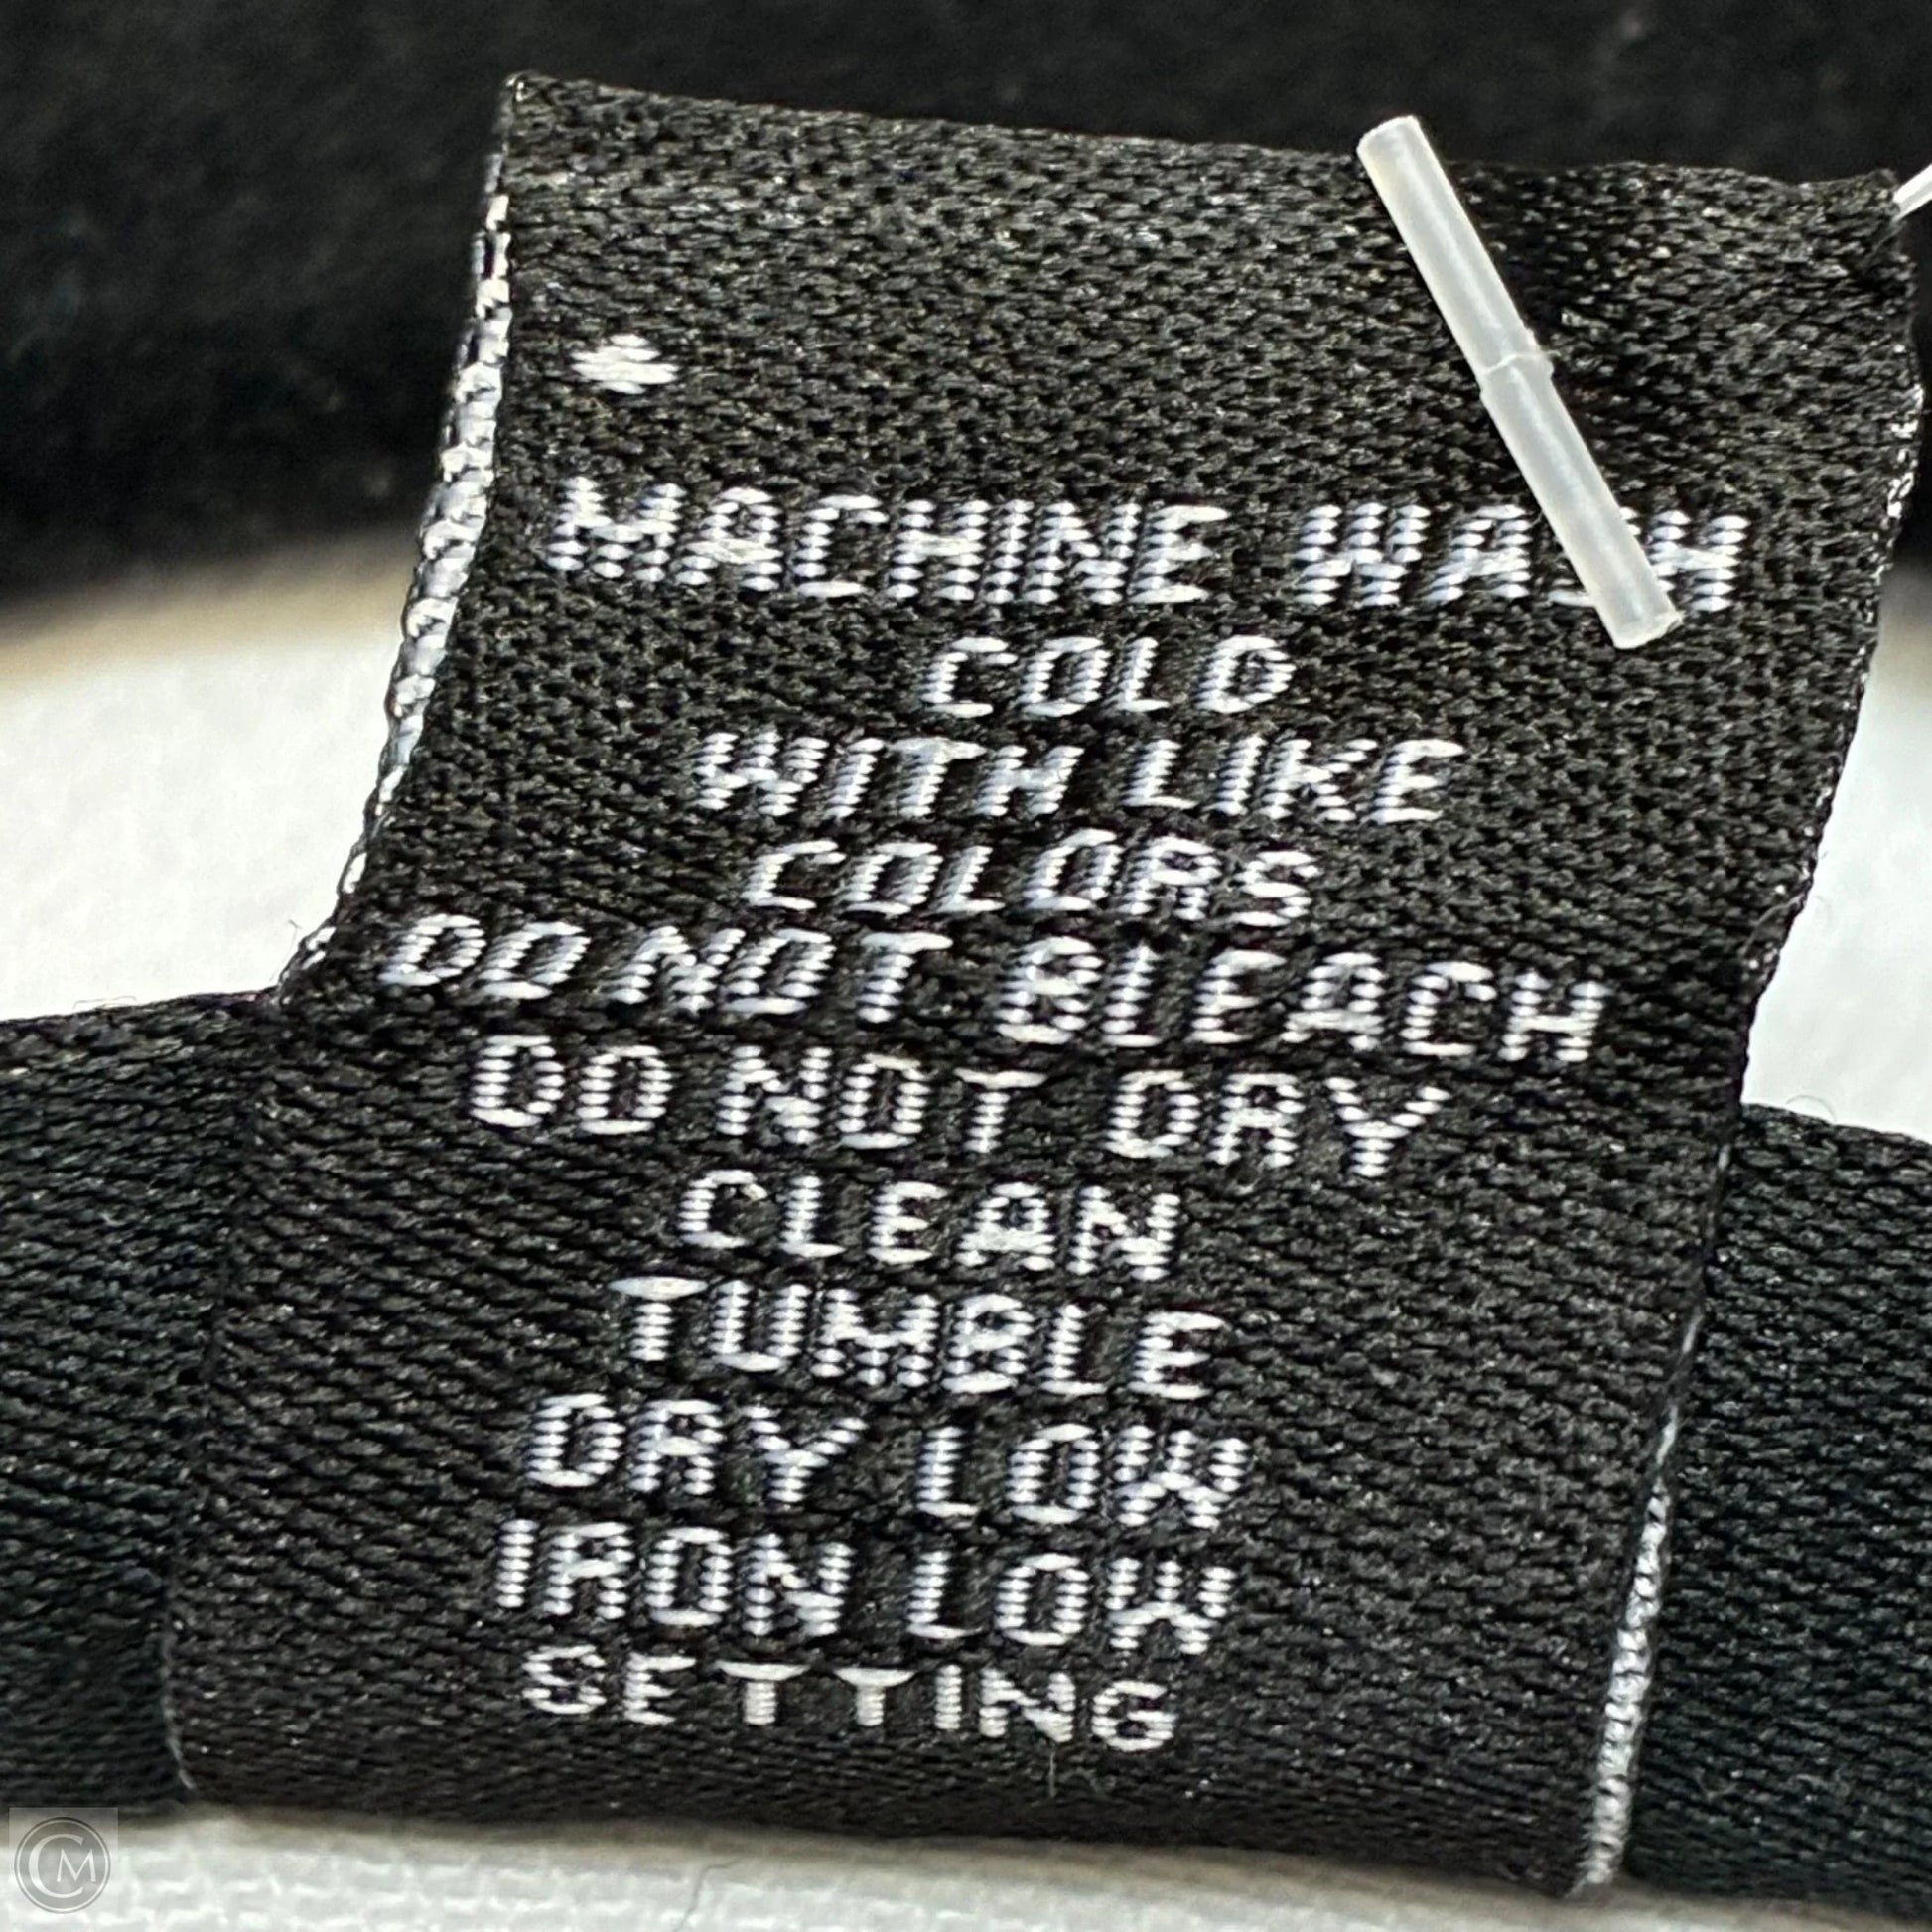 MACHINE WASH
COLD
WITH LIKE
COLORS
DO NOT BLEACH
DO NOT DRY
CLEAN
TUMBLE
DRY LOW
IRON LOW
SETTING
CM